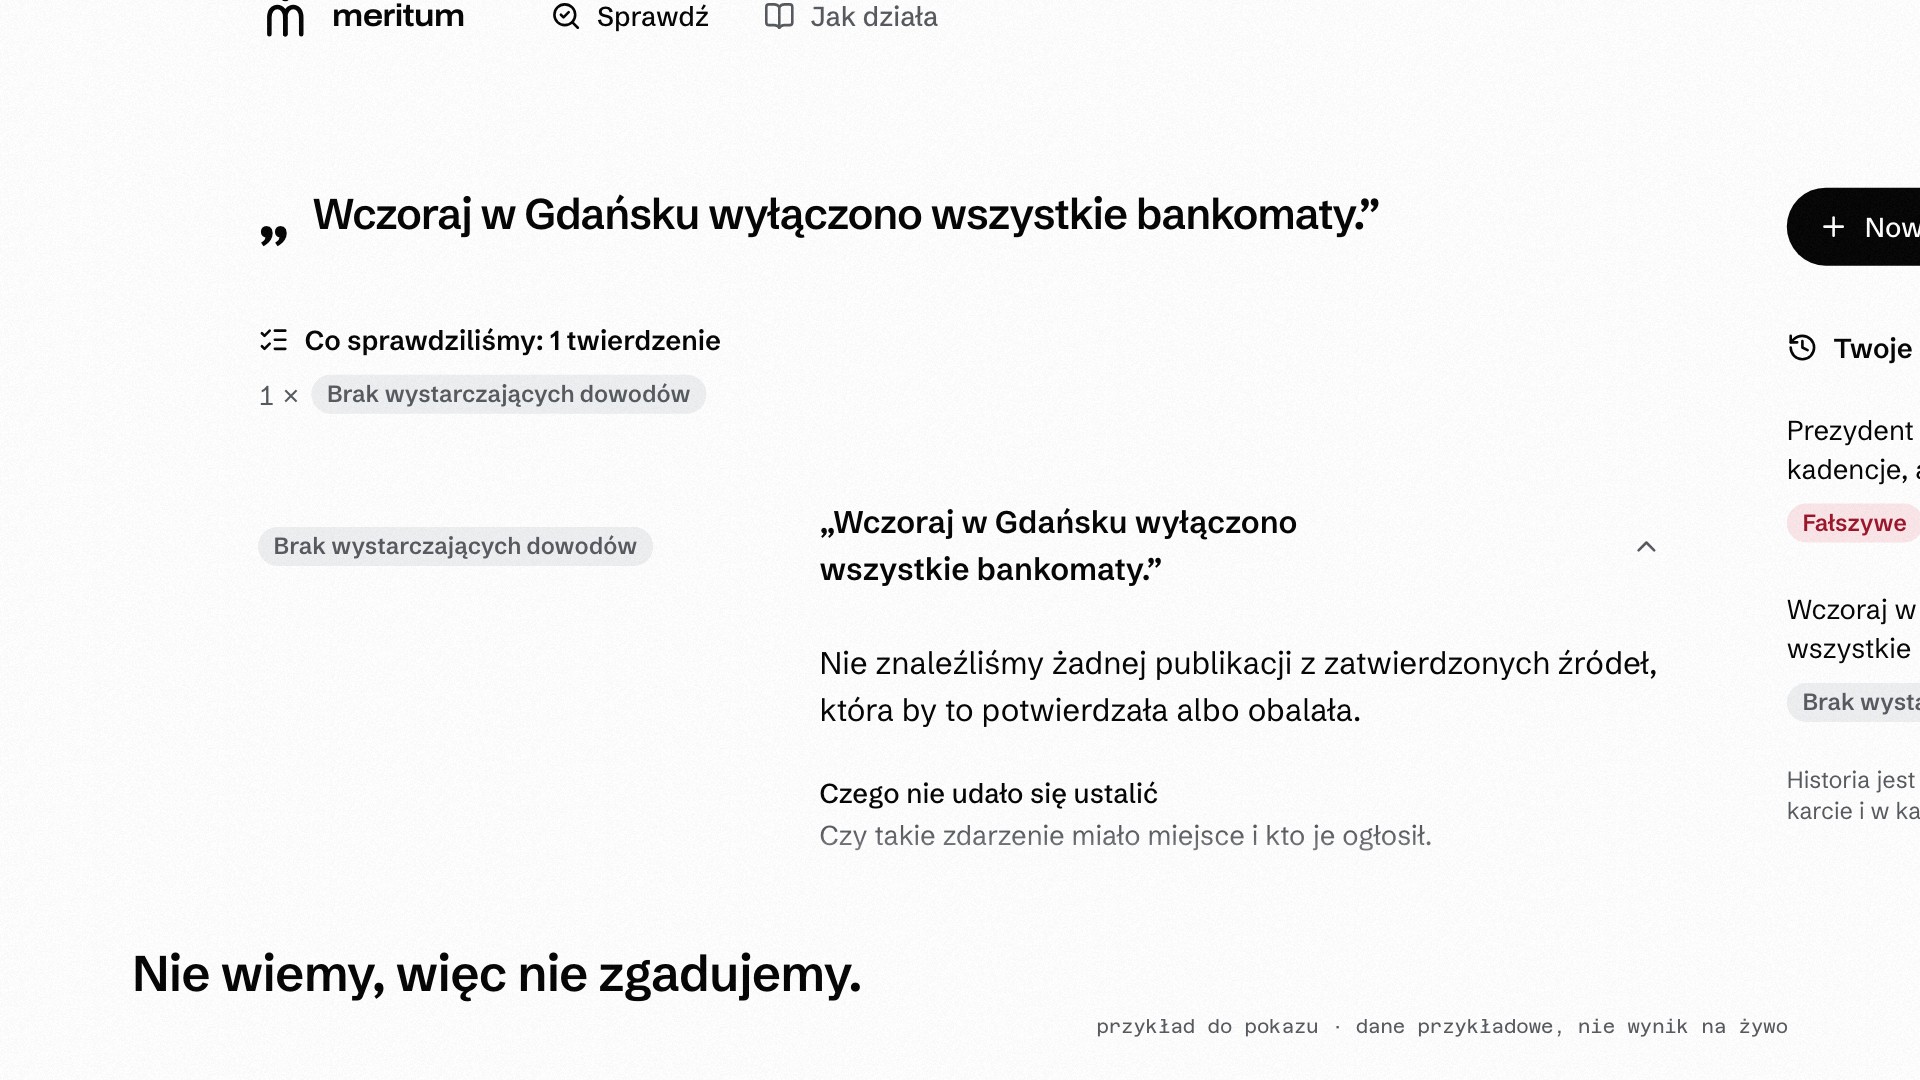 meritum
Sprawdź
Jak działa
„ Wczoraj w Gdańsku wyłączono wszystkie bankomaty.”
Co sprawdziliśmy: 1 twierdzenie
1 × Brak wystarczających dowodów
Brak wystarczających dowodów
„Wczoraj w Gdańsku wyłączono
wszystkie bankomaty.”
Nie znaleźliśmy żadnej publikacji z zatwierdzonych źródeł,
która by to potwierdzała albo obalała.
Czego nie udało się ustalić
Czy takie zdarzenie miało miejsce i kto je ogłosił.
Twoje
Prezydent
kadencje,
Fałszywe
Wczoraj w
wszystkie
Brak
Historia jest
karcie i w
Nie wiemy, więc nie zgadujemy.
przykład do pokazu · dane przykładowe, nie wynik na żywo